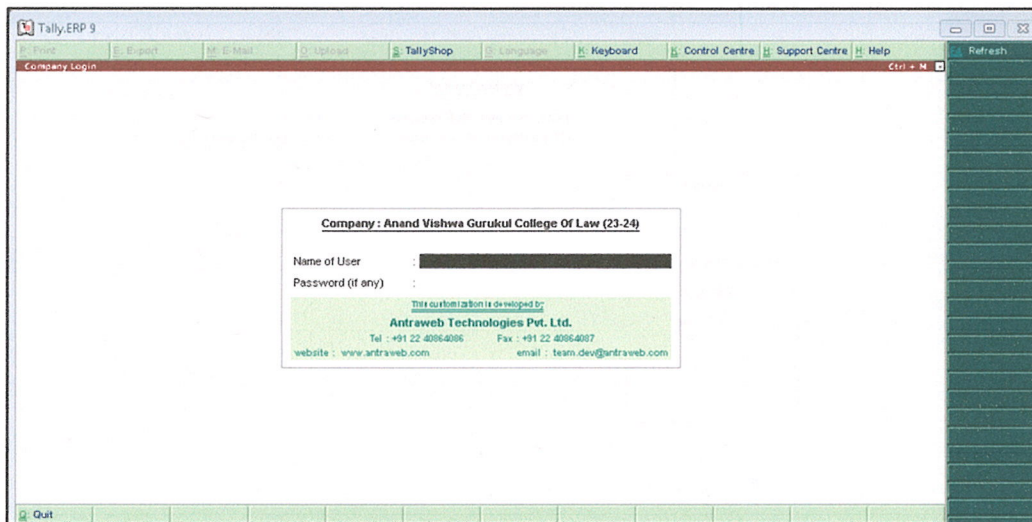 Tally.ERP 9
P: Print E: Export M: E-Mail O: Upload S: TallyShop G: Language K: Keyboard K: Control Centre H: Support Centre H: Help Refresh
Company Login Ctrl + M
Company : Anand Vishwa Gurukul College Of Law (23-24)
Name of User :
Password (if any) :
This customization is developed by
Antraweb Technologies Pvt. Ltd.
Tel : +91 22 40864086 Fax : +91 22 40864087
website : www.antraweb.com email : team.dev@antraweb.com
Q: Quit